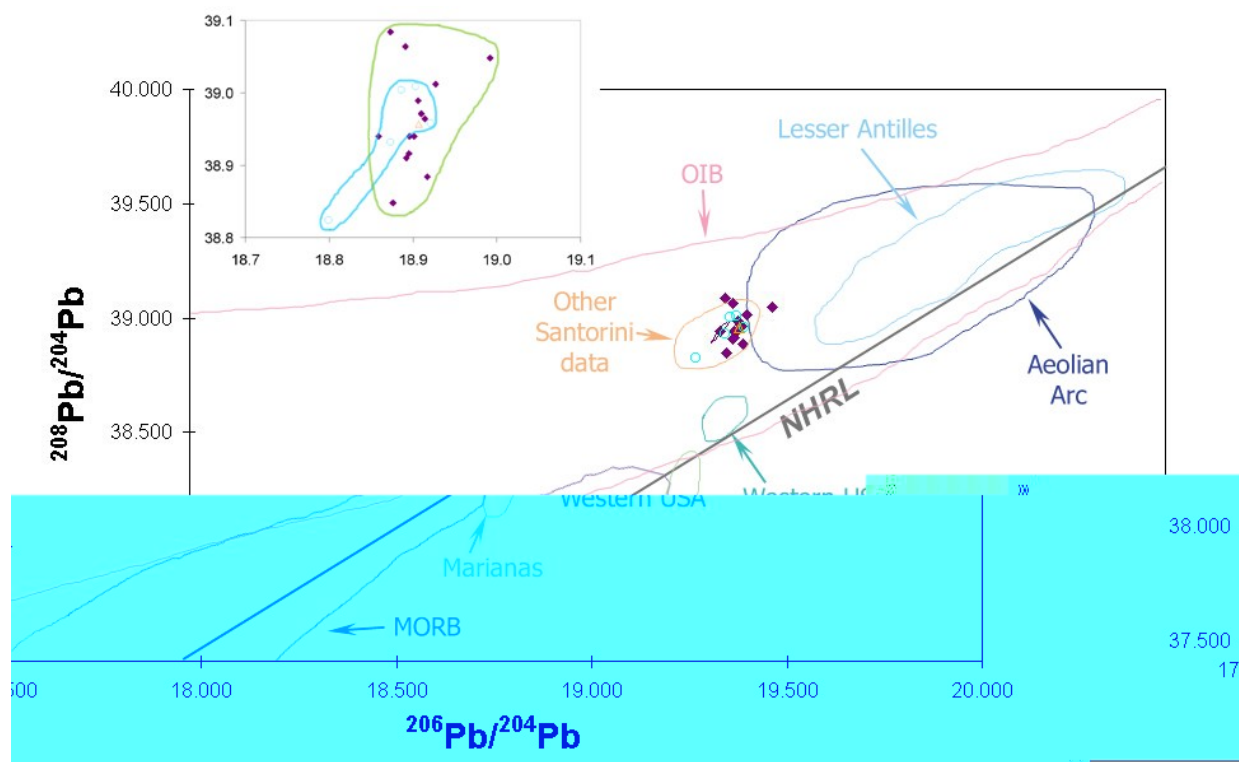 39.1
39.0
38.9
38.8
18.7 18.8 18.9 19.0 19.1
40.000
39.500
39.000
38.500
208Pb/204Pb
Lesser Antilles
OIB
Other
Santorini
data
Aeolian
Arc
NHRL
Western USA
Marianas
MORB
38.000
37.500
18.000 18.500 19.000 19.500 20.000
206Pb/204Pb